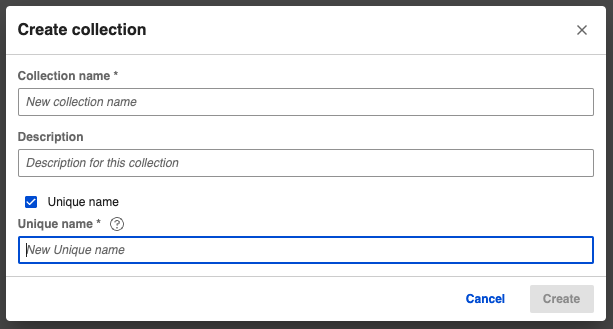 Create collection
Collection name *
New collection name
Description
Description for this collection
Unique name
Unique name * ?
New Unique name
Cancel Create